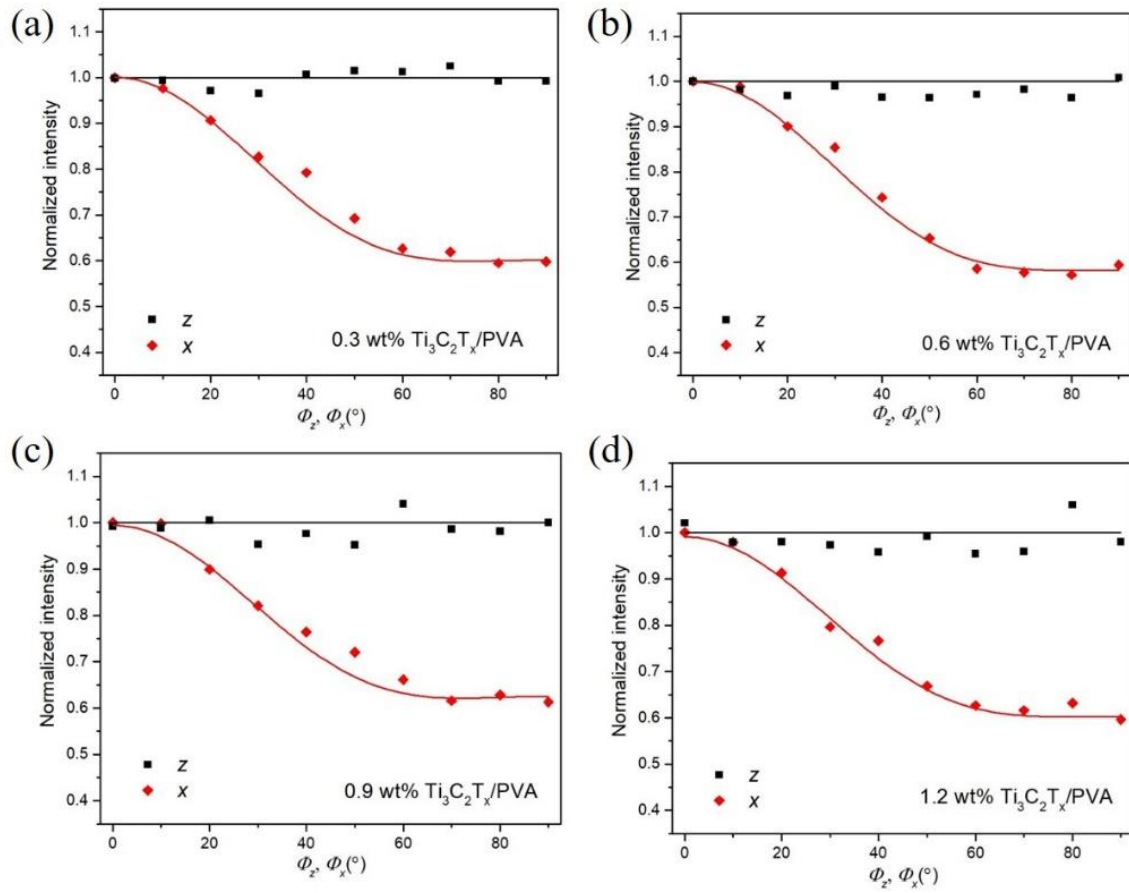 (a)
1.1
1.0
0.9
0.8
0.7
0.6
0.5
0.4
Normalized intensity
z
x
0.3 wt% Ti₃C₂Tₓ/PVA
0 20 40 60 80
Φz, Φx(°)
(b)
1.1
1.0
0.9
0.8
0.7
0.6
0.5
0.4
Normalized intensity
z
x
0.6 wt% Ti₃C₂Tₓ/PVA
0 20 40 60 80
Φz, Φx(°)
(c)
1.1
1.0
0.9
0.8
0.7
0.6
0.5
0.4
Normalized intensity
z
x
0.9 wt% Ti₃C₂Tₓ/PVA
0 20 40 60 80
Φz, Φx(°)
(d)
1.1
1.0
0.9
0.8
0.7
0.6
0.5
0.4
Normalized intensity
z
x
1.2 wt% Ti₃C₂Tₓ/PVA
0 20 40 60 80
Φz, Φx(°)